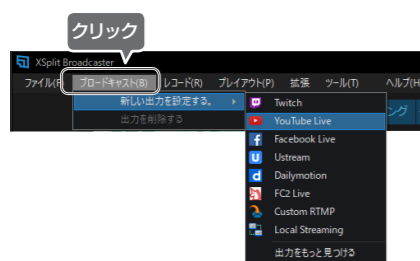 クリック
XSplit Broadcaster
ファイル(F ブロードキャスト(B) レコード(R) プレイアウト(P) 拡張 ツール(T) ヘルプ(H
新しい出力を設定する。
出力を削除する
ング
Twitch
YouTube Live
Facebook Live
Ustream
Dailymotion
FC2 Live
Custom RTMP
Local Streaming
出力をもっと見つける